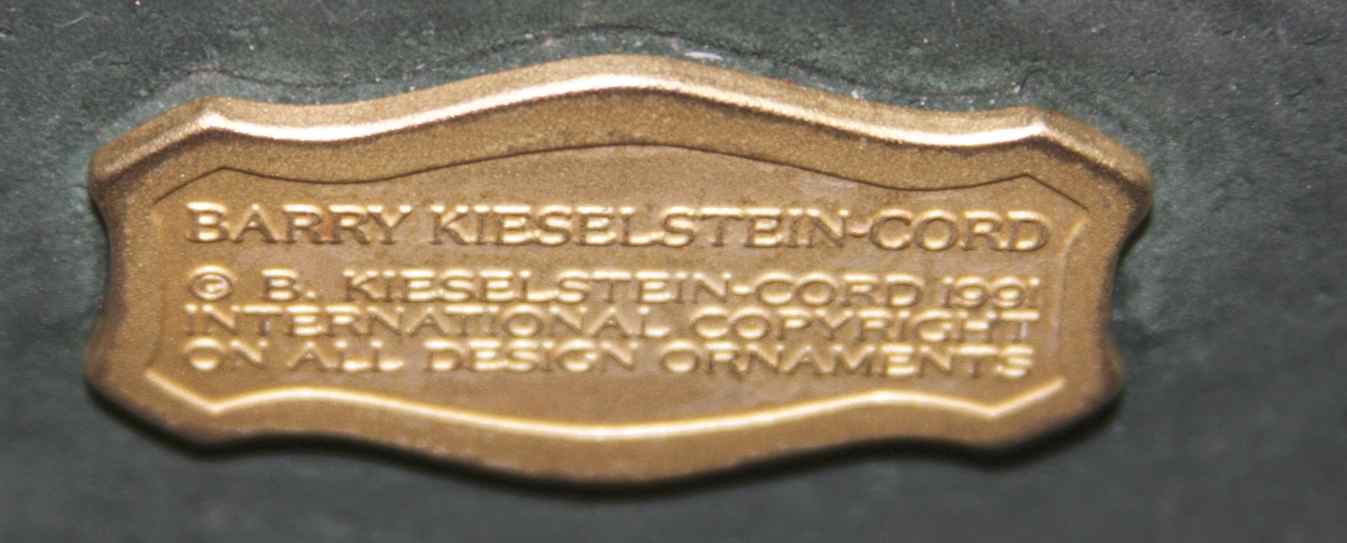 BARRY KIESELSTEIN-CORD
© B. KIESELSTEIN-CORD 1991
INTERNATIONAL COPYRIGHT
ON ALL DESIGN ORNAMENTS